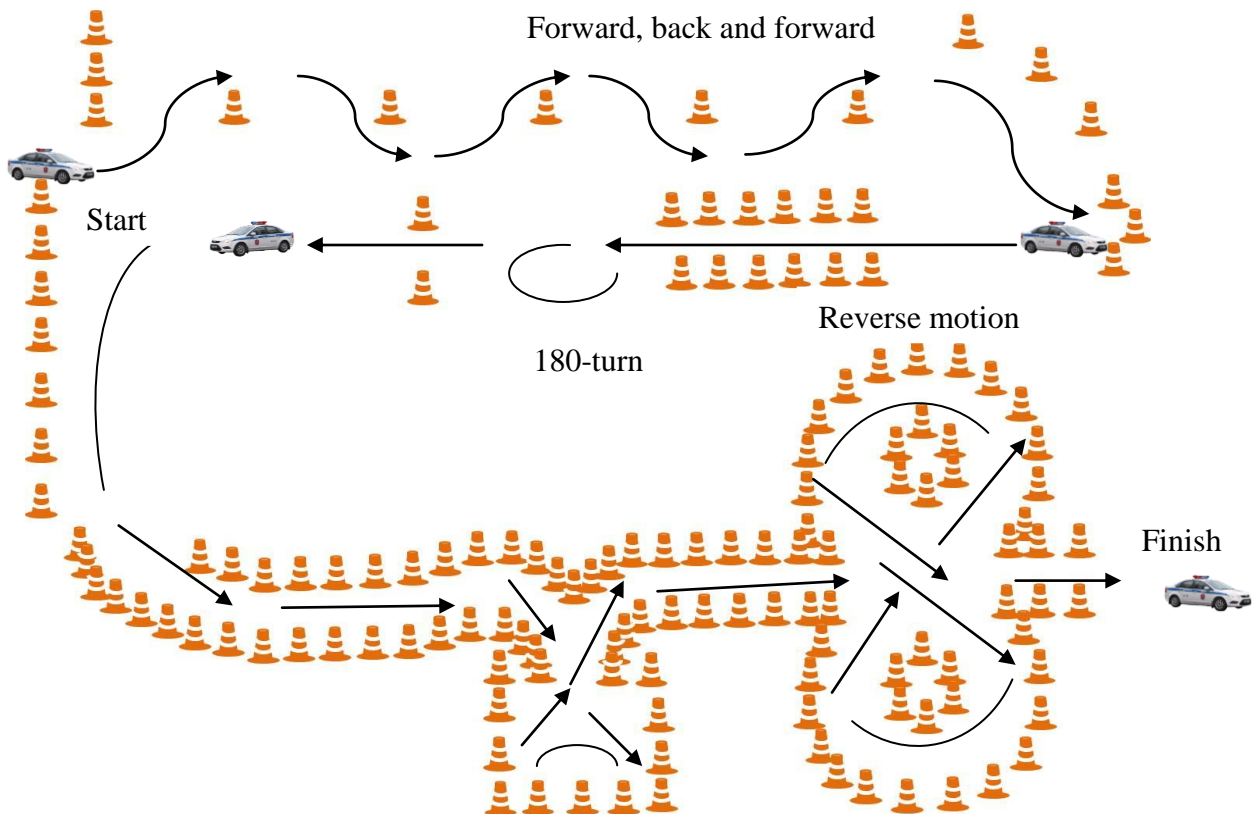 Forward, back and forward
Start
180-turn
Reverse motion
Finish